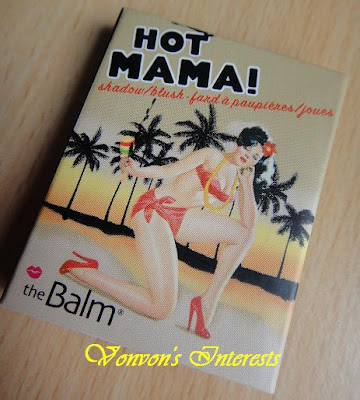 HOT
MAMA!
shadow/blush-fard à paupières/joues
theBalm®
Vonvon's Interests